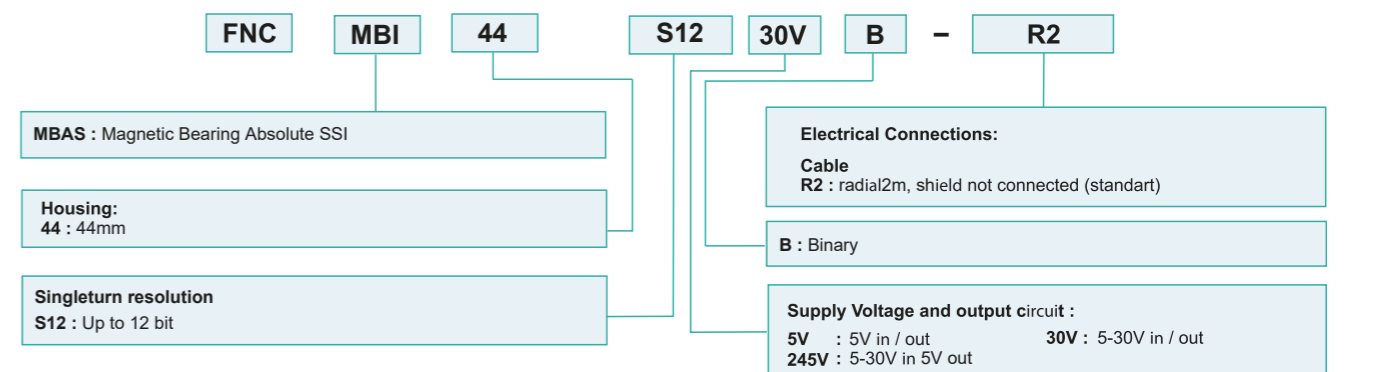 FNC MBI 44 S12 30V B – R2
MBAS : Magnetic Bearing Absolute SSI
Housing:
44 : 44mm
Singleturn resolution
S12 : Up to 12 bit
Electrical Connections:
Cable
R2 : radial2m, shield not connected (standart)
B : Binary
Supply Voltage and output circuit :
5V : 5V in / out 30V : 5-30V in / out
245V : 5-30V in 5V out